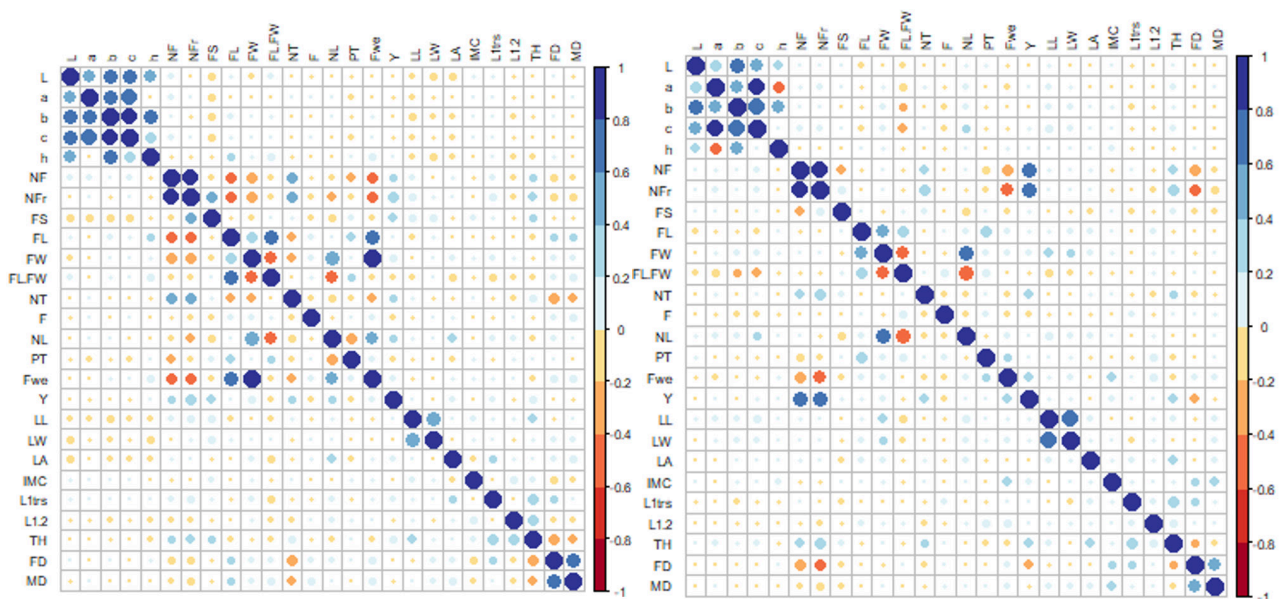 L a b c h NF NFr FS FL FW FL.FW NT F NL PT Fwe Y LL LW LA IMC L1trs L1.2 TH FD MD
L
a
b
c
h
NF
NFr
FS
FL
FW
FL.FW
NT
F
NL
PT
Fwe
Y
LL
LW
LA
IMC
L1trs
L1.2
TH
FD
MD
1
0.8
0.6
0.4
0.2
0
-0.2
-0.4
-0.6
-0.8
-1
L a b c h NF NFr FS FL FW FL.FW NT F NL PT Fwe Y LL LW LA IMC L1trs L1.2 TH FD MD
L
a
b
c
h
NF
NFr
FS
FL
FW
FL.FW
NT
F
NL
PT
Fwe
Y
LL
LW
LA
IMC
L1trs
L1.2
TH
FD
MD
1
0.8
0.6
0.4
0.2
0
-0.2
-0.4
-0.6
-0.8
-1